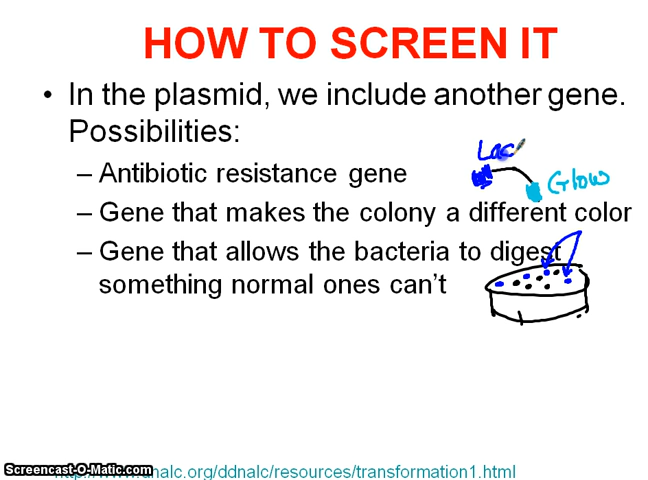 HOW TO SCREEN IT
• In the plasmid, we include another gene.
Possibilities:
– Antibiotic resistance gene
Lac
Glow
– Gene that makes the colony a different color
– Gene that allows the bacteria to digest
something normal ones can't
Screencast-O-Matic.com
nalc.org/ddnalc/resources/transformation1.html